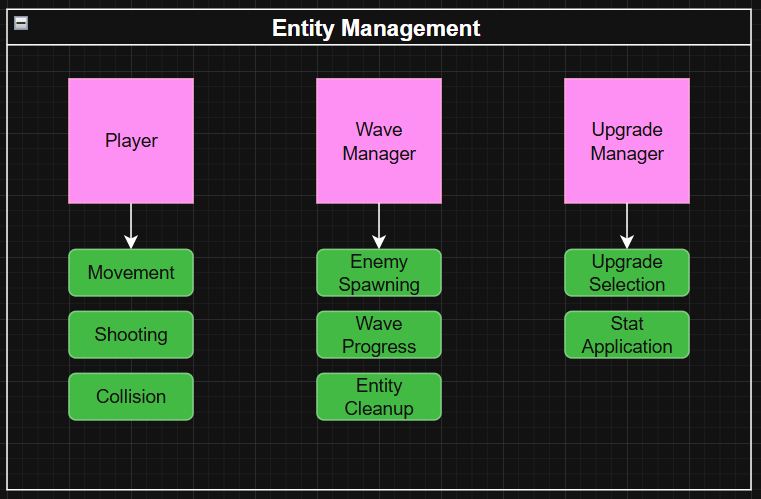 Entity Management
Player
Wave
Manager
Upgrade
Manager
Movement
Shooting
Collision
Enemy
Spawning
Wave
Progress
Entity
Cleanup
Upgrade
Selection
Stat
Application